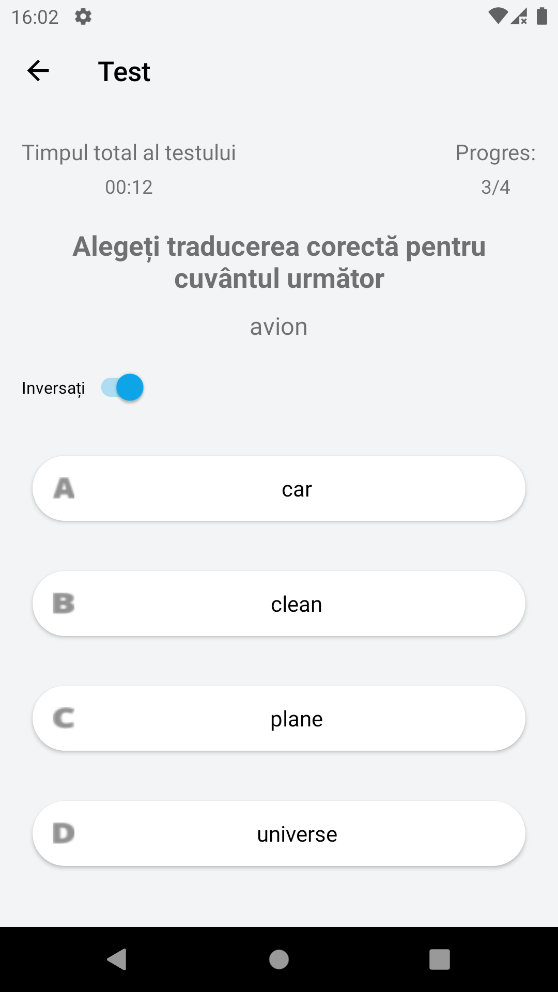 16:02
Test
Timpul total al testului
Progres:
00:12
3/4
Alegeți traducerea corectă pentru
cuvântul următor
avion
Inversați
A car
B clean
C plane
D universe